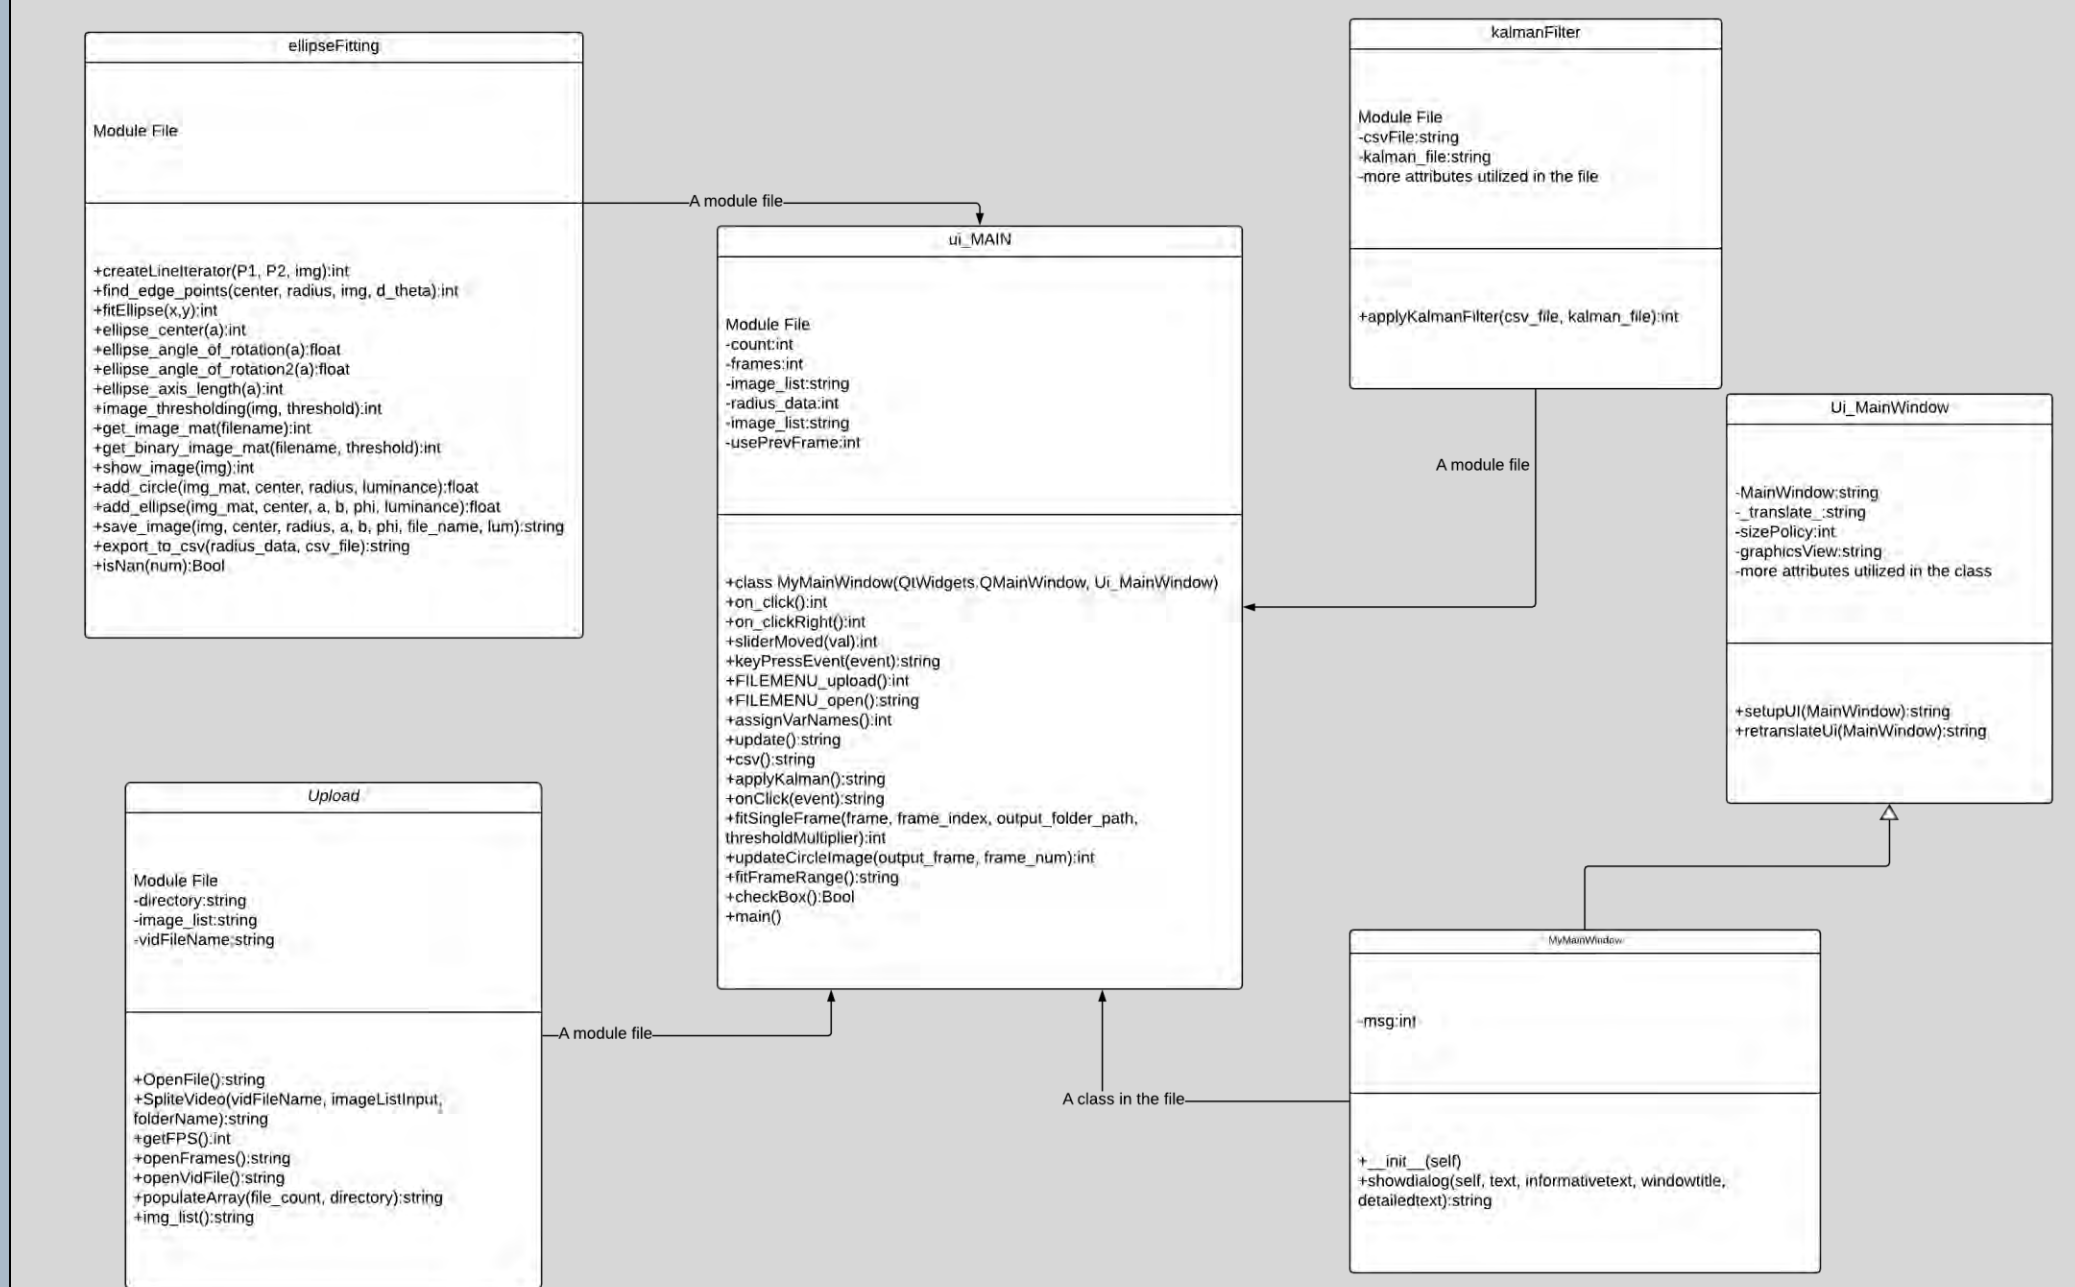 ellipseFitting
Module File
+createLineIterator(P1, P2, img):int
+find_edge_points(center, radius, img, d_theta):int
+fitEllipse(x,y):int
+ellipse_center(a):int
+ellipse_angle_of_rotation(a):float
+ellipse_angle_of_rotation2(a):float
+ellipse_axis_length(a):int
+image_thresholding(img, threshold):int
+get_image_mat(filename):int
+get_binary_image_mat(filename, threshold):int
+show_image(img):int
+add_circle(img_mat, center, radius, luminance):float
+add_ellipse(img_mat, center, a, b, phi, luminance):float
+save_image(img, center, radius, a, b, phi, file_name, lum):string
+export_to_csv(radius_data, csv_file):string
+isNan(num):Bool
A module file
ui_MAIN
Module File
-count:int
-frames:int
-image_list:string
-radius_data:int
-image_list:string
-usePrevFrame:int
+class MyMainWindow(QtWidgets.QMainWindow, Ui_MainWindow)
+on_click():int
+on_clickRight():int
+sliderMoved(val):int
+keyPressEvent(event):string
+FILEMENU_upload():int
+FILEMENU_open():string
+assignVarNames():int
+update():string
+csv():string
+applyKalman():string
+onClick(event):string
+fitSingleFrame(frame, frame_index, output_folder_path,
thresholdMultiplier):int
+updateCircleImage(output_frame, frame_num):int
+fitFrameRange():string
+checkBox():Bool
+main()
kalmanFilter
Module File
-csvFile:string
-kalman_file:string
-more attributes utilized in the file
+applyKalmanFilter(csv_file, kalman_file):int
A module file
Ui_MainWindow
-MainWindow:string
-_translate_:string
-sizePolicy:int
-graphicsView:string
-more attributes utilized in the class
+setupUI(MainWindow):string
+retranslateUi(MainWindow):string
Upload
Module File
-directory:string
-image_list:string
-vidFileName:string
+OpenFile():string
+SpliteVideo(vidFileName, imageListInput,
folderName):string
+getFPS():int
+openFrames():string
+openVidFile():string
+populateArray(file_count, directory):string
+img_list():string
A module file
A class in the file
MyMainWindow
-msg:int
+__init__(self)
+showdialog(self, text, informativetext, windowtitle,
detailedtext):string